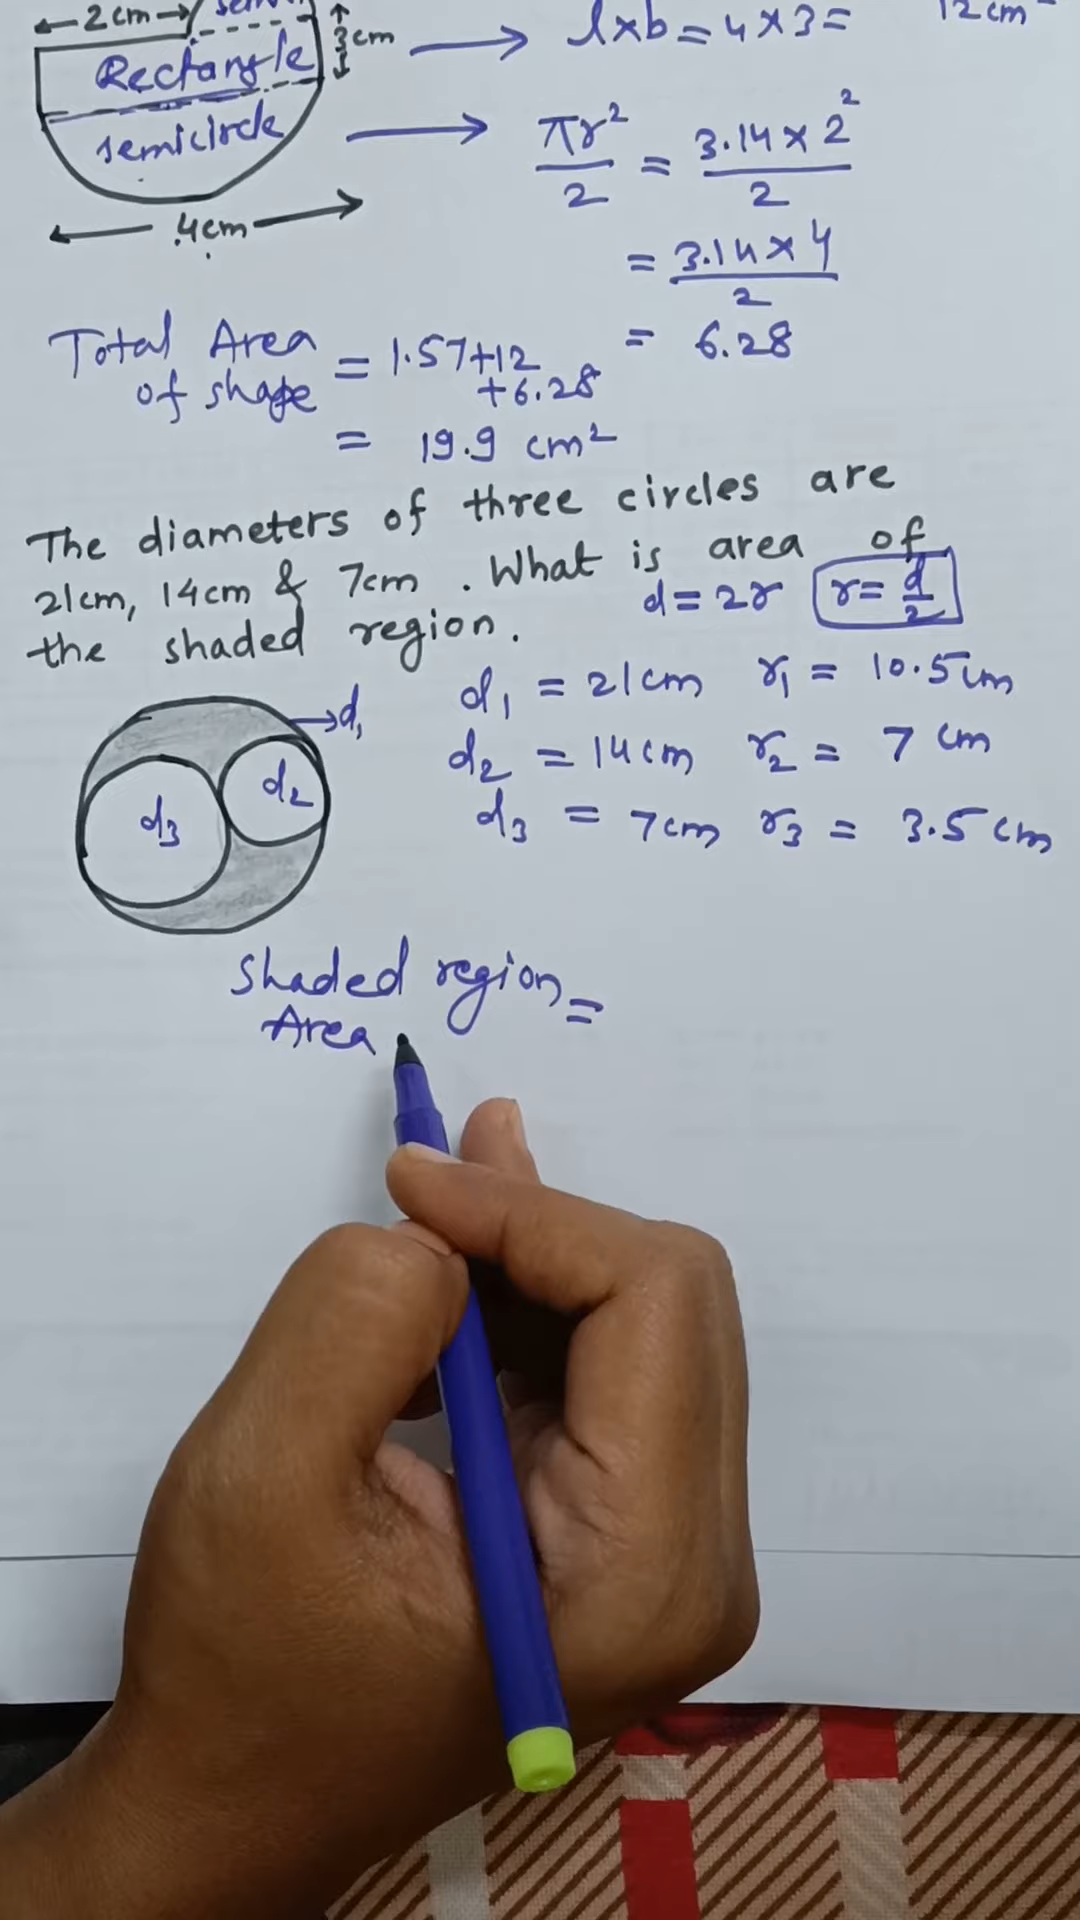 2cm
3cm
l×b = 4×3 = 12cm
Rectangle
semicircle
πr²/2 = 3.14×2²/2
4cm
= 3.14×4/2
= 6.28
Total Area of shape = 1.57+12+6.28
= 19.9 cm²
The diameters of three circles are
21cm, 14cm & 7cm. What is area of
the shaded region.
d=2r r=d/2
d₁ = 21cm r₁ = 10.5cm
d₂ = 14cm r₂ = 7 cm
d₃ = 7cm r₃ = 3.5cm
d₁
d₂
d₃
Shaded region =
Area